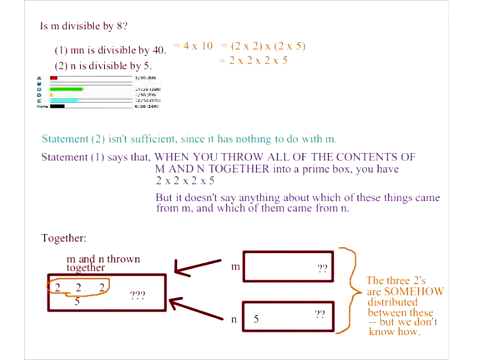 Is m divisible by 8?
(1) mn is divisible by 40. = 4 x 10 = (2 x 2) x (2 x 5)
= 2 x 2 x 2 x 5
(2) n is divisible by 5.
A
B
C
D
E
Statement (2) isn't sufficient, since it has nothing to do with m.
Statement (1) says that, WHEN YOU THROW ALL OF THE CONTENTS OF
M AND N TOGETHER into a prime box, you have
2 x 2 x 2 x 5
But it doesn't say anything about which of these things came
from m, and which of them came from n.
Together:
m and n thrown
together
2 2 2
5 ???
m ??
n 5 ??
The three 2's
are SOMEHOW
distributed
between these
-- but we don't
know how.